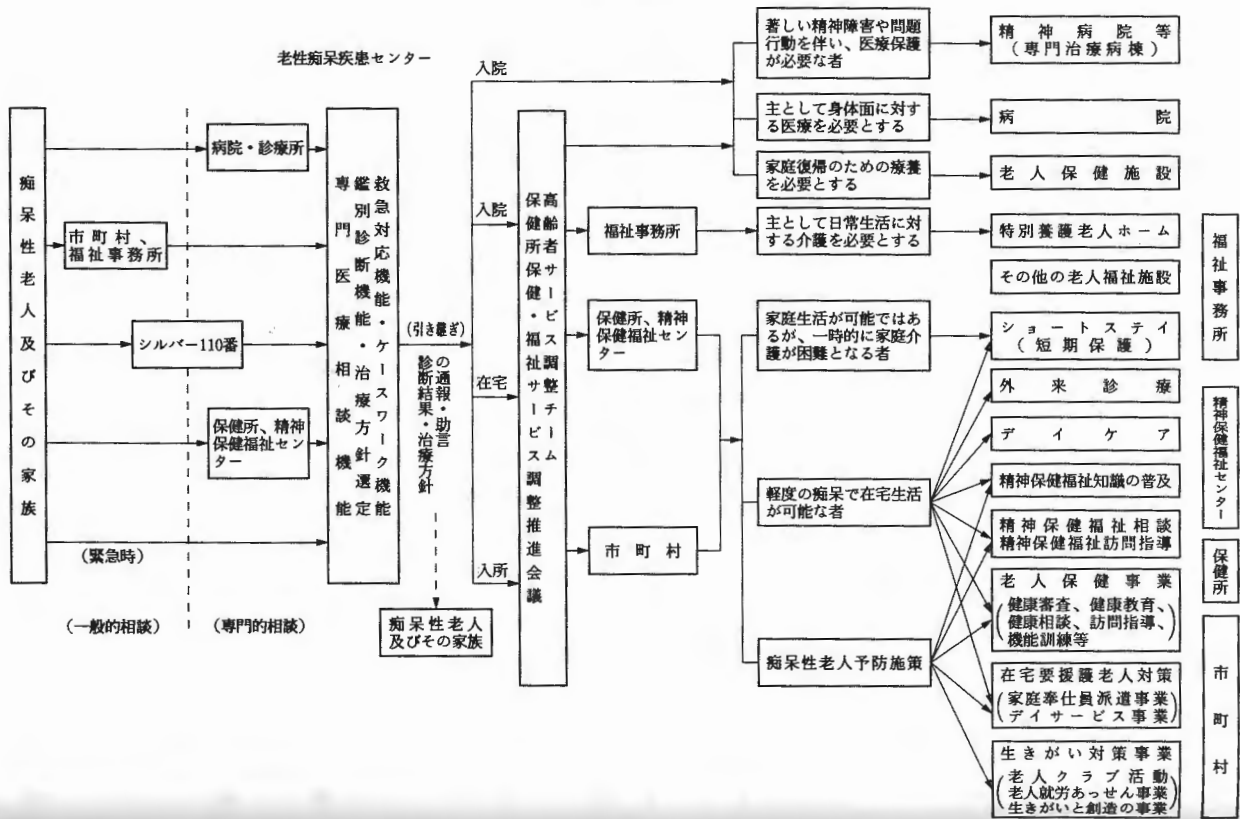 老性痴呆疾患センター
痴呆性老人及びその家族
市町村、
福祉事務所
病院・診療所
シルバー110番
保健所、精神
保健福祉セン
ター
(緊急時)
(一般的相談)
(専門的相談)
救急対応機能・ケースワーク機能
鑑別診断機能・治療方針選定
専門医療相談機能
(引き継ぎ)
の通報・助言
診断結果・治療方針
痴呆性老人
及びその家族
入院
入院
在宅
入所
高齢者サービス調整チーム
保健所保健・福祉サービス調整推進会議
福祉事務所
保健所、精神
保健福祉セン
ター
市町村
著しい精神障害や問題
行動を伴い、医療保護
が必要な者
主として身体面に対す
る医療を必要とする
家庭復帰のための療養
を必要とする
主として日常生活に対
する介護を必要とする
家庭生活が可能ではあ
るが、一時的に家庭介
護が困難となる者
軽度の痴呆で在宅生活
が可能な者
痴呆性老人予防施策
精神病院等
(専門治療病棟)
病院
老人保健施設
特別養護老人ホーム
その他の老人福祉施設
ショートステイ
(短期保護)
外来診療
デイケア
精神保健福祉知識の普及
精神保健福祉相談
精神保健福祉訪問指導
老人保健事業
(健康審査、健康教育、
健康相談、訪問指導、
機能訓練等)
在宅要援護老人対策
(家庭奉仕員派遣事業
デイサービス事業)
生きがい対策事業
(老人クラブ活動
老人就労あっせん事業
生きがいと創造の事業)
福祉事務所
精神保健福祉センター
保健所
市町村